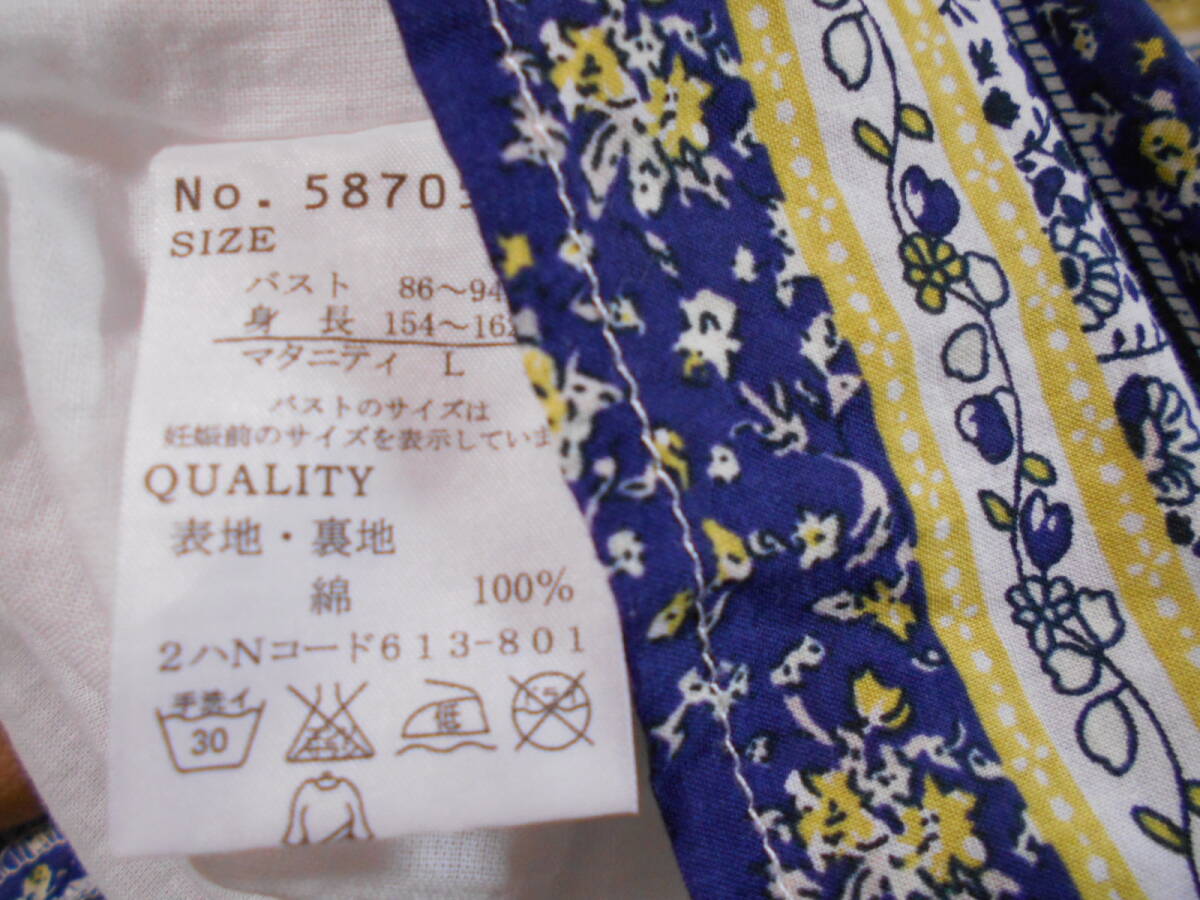 No. 5870
SIZE
バスト 86～94
身長 154～16
マタニティ L
バストのサイズは
妊娠前のサイズを表示していま
QUALITY
表地・裏地
綿 100%
2ハNコード613-801
手洗イ 30 低